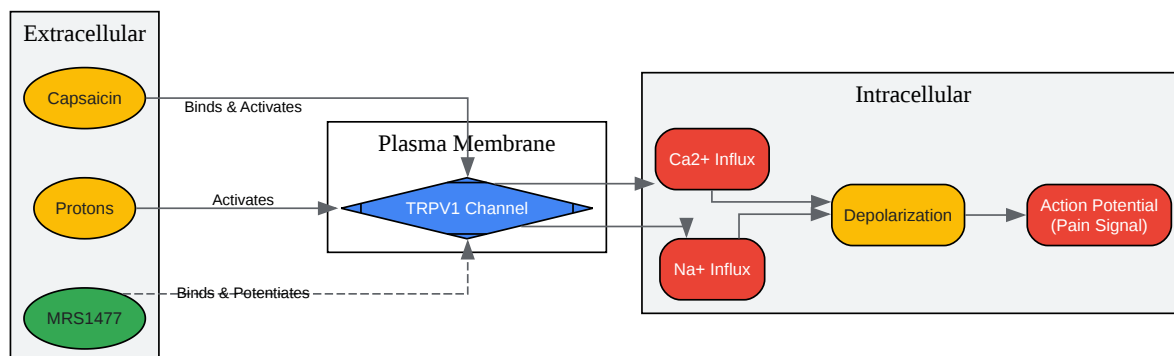 Extracellular
Capsaicin
Binds & Activates
Protons
Activates
MRS1477
Binds & Potentiates
Plasma Membrane
TRPV1 Channel
Intracellular
Ca2+ Influx
Na+ Influx
Depolarization
Action Potential
(Pain Signal)